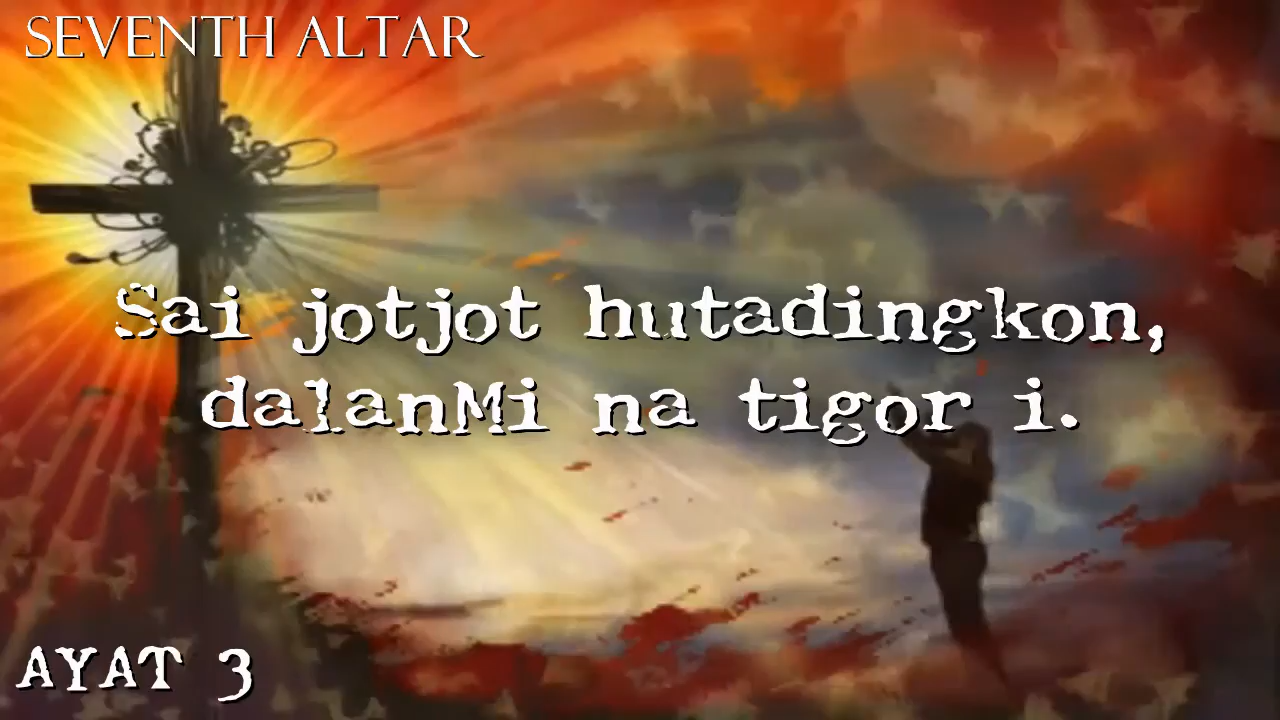 SEVENTH ALTAR
Sai jotjot hutadingkon,
dalanMi na tigor i.
AYAT 3